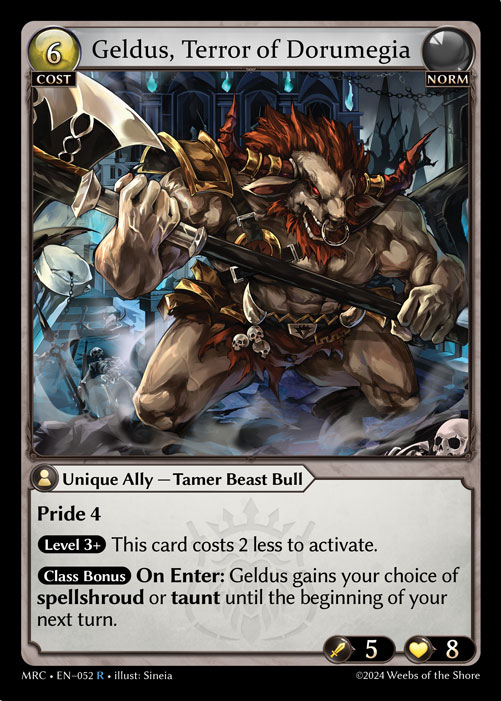 6
Geldus, Terror of Dorumegia
COST
NORM
Unique Ally — Tamer Beast Bull
Pride 4
Level 3+ This card costs 2 less to activate.
Class Bonus On Enter: Geldus gains your choice of
spellshroud or taunt until the beginning of your
next turn.
5
8
MRC • EN–052 R • illust: Sineia
©2024 Weebs of the Shore